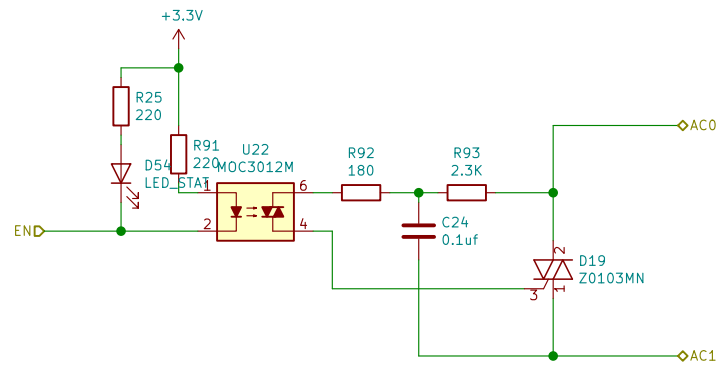 +3.3V
R25
220
R91
220
D54
LED_STAT
U22
MOC3012M
1
2
6
4
EN
R92
180
R93
2.3K
C24
0.1uf
AC0
2
D19
Z0103MN
3
1
AC1